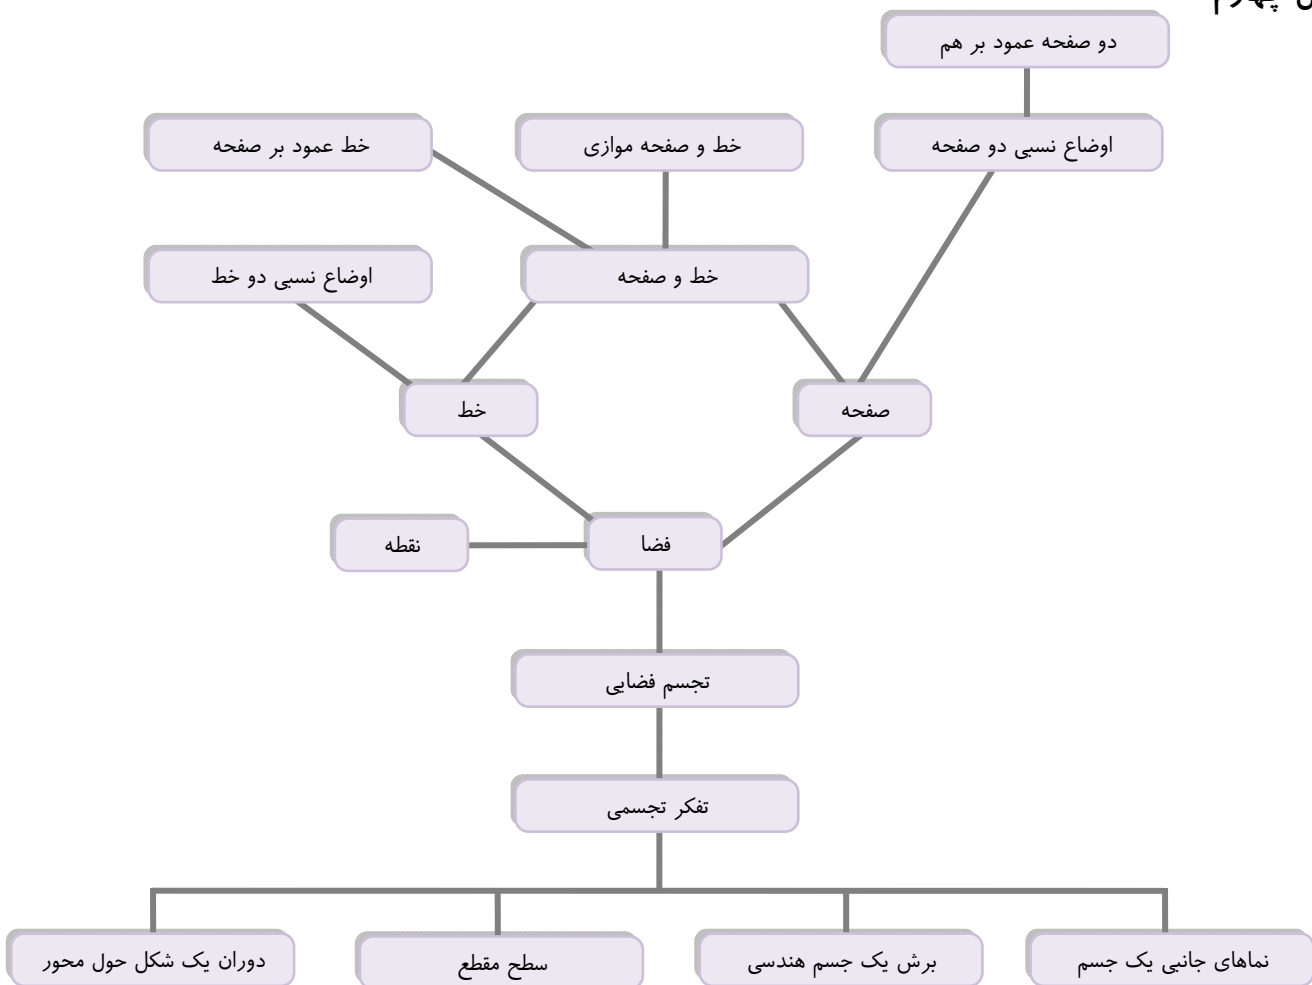 چهارم
دو صفحه عمود بر هم
اوضاع نسبی دو صفحه
خط و صفحه موازی
خط عمود بر صفحه
خط و صفحه
اوضاع نسبی دو خط
صفحه
خط
فضا
نقطه
تجسم فضایی
تفکر تجسمی
نماهای جانبی یک جسم
برش یک جسم هندسی
سطح مقطع
دوران یک شکل حول محور